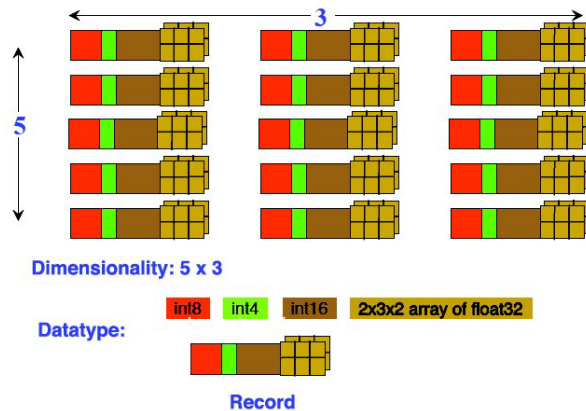 3
5
Dimensionality: 5 x 3
int8 int4 int16 2x3x2 array of float32
Datatype:
Record